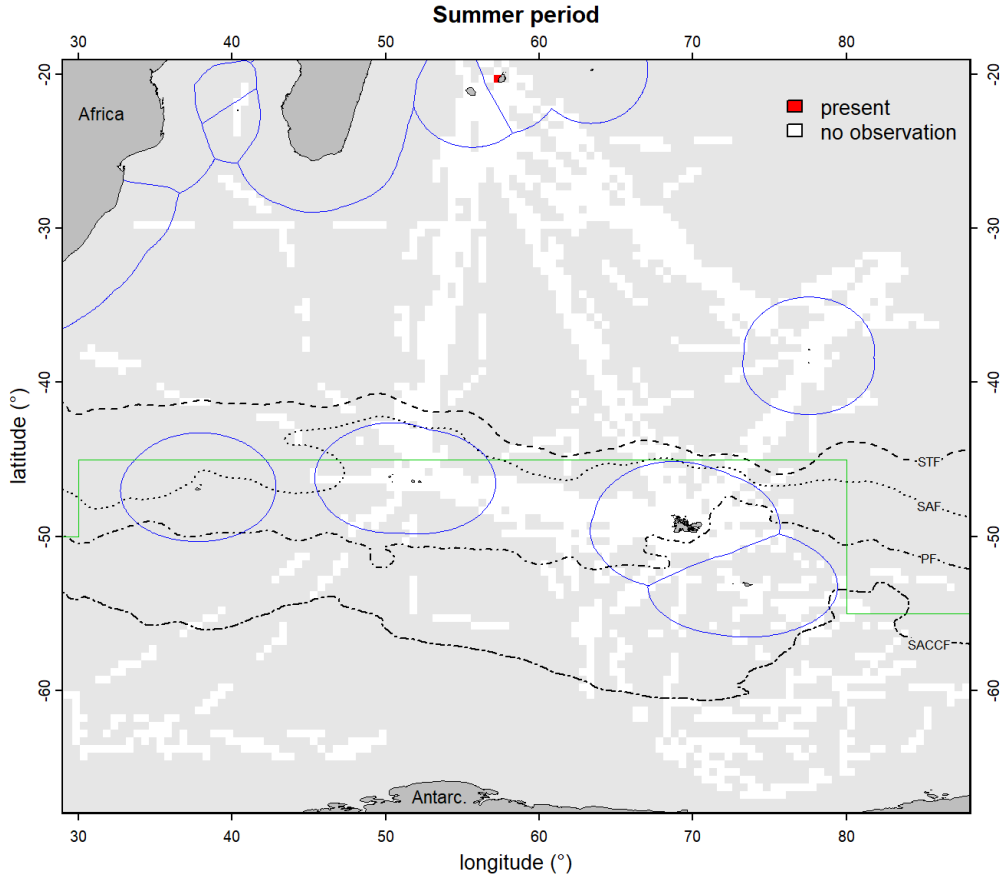 Summer period
30 40 50 60 70 80
-20 -20
Africa
present
no observation
-30 -30
-40 -40
latitude (°)
STF
SAF
-50 -50
PF
SACCF
-60 -60
Antarc.
30 40 50 60 70 80
longitude (°)